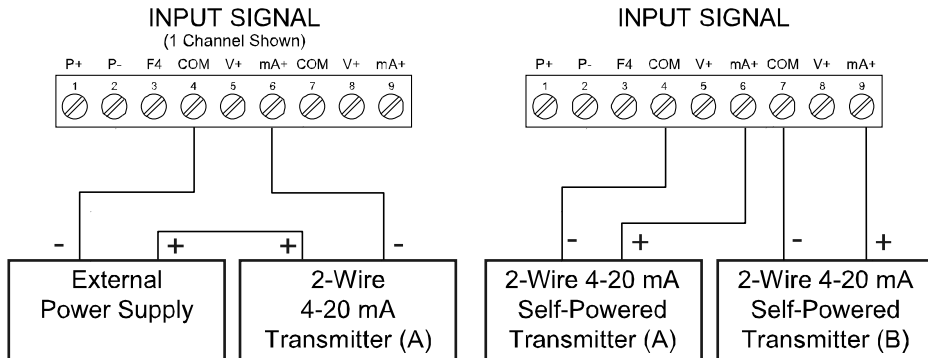 INPUT SIGNAL
(1 Channel Shown)
P+ P- F4 COM V+ mA+ COM V+ mA+
1 2 3 4 5 6 7 8 9
- + + -
External
Power Supply
2-Wire
4-20 mA
Transmitter (A)
INPUT SIGNAL
P+ P- F4 COM V+ mA+ COM V+ mA+
1 2 3 4 5 6 7 8 9
- + - +
2-Wire 4-20 mA
Self-Powered
Transmitter (A)
2-Wire 4-20 mA
Self-Powered
Transmitter (B)